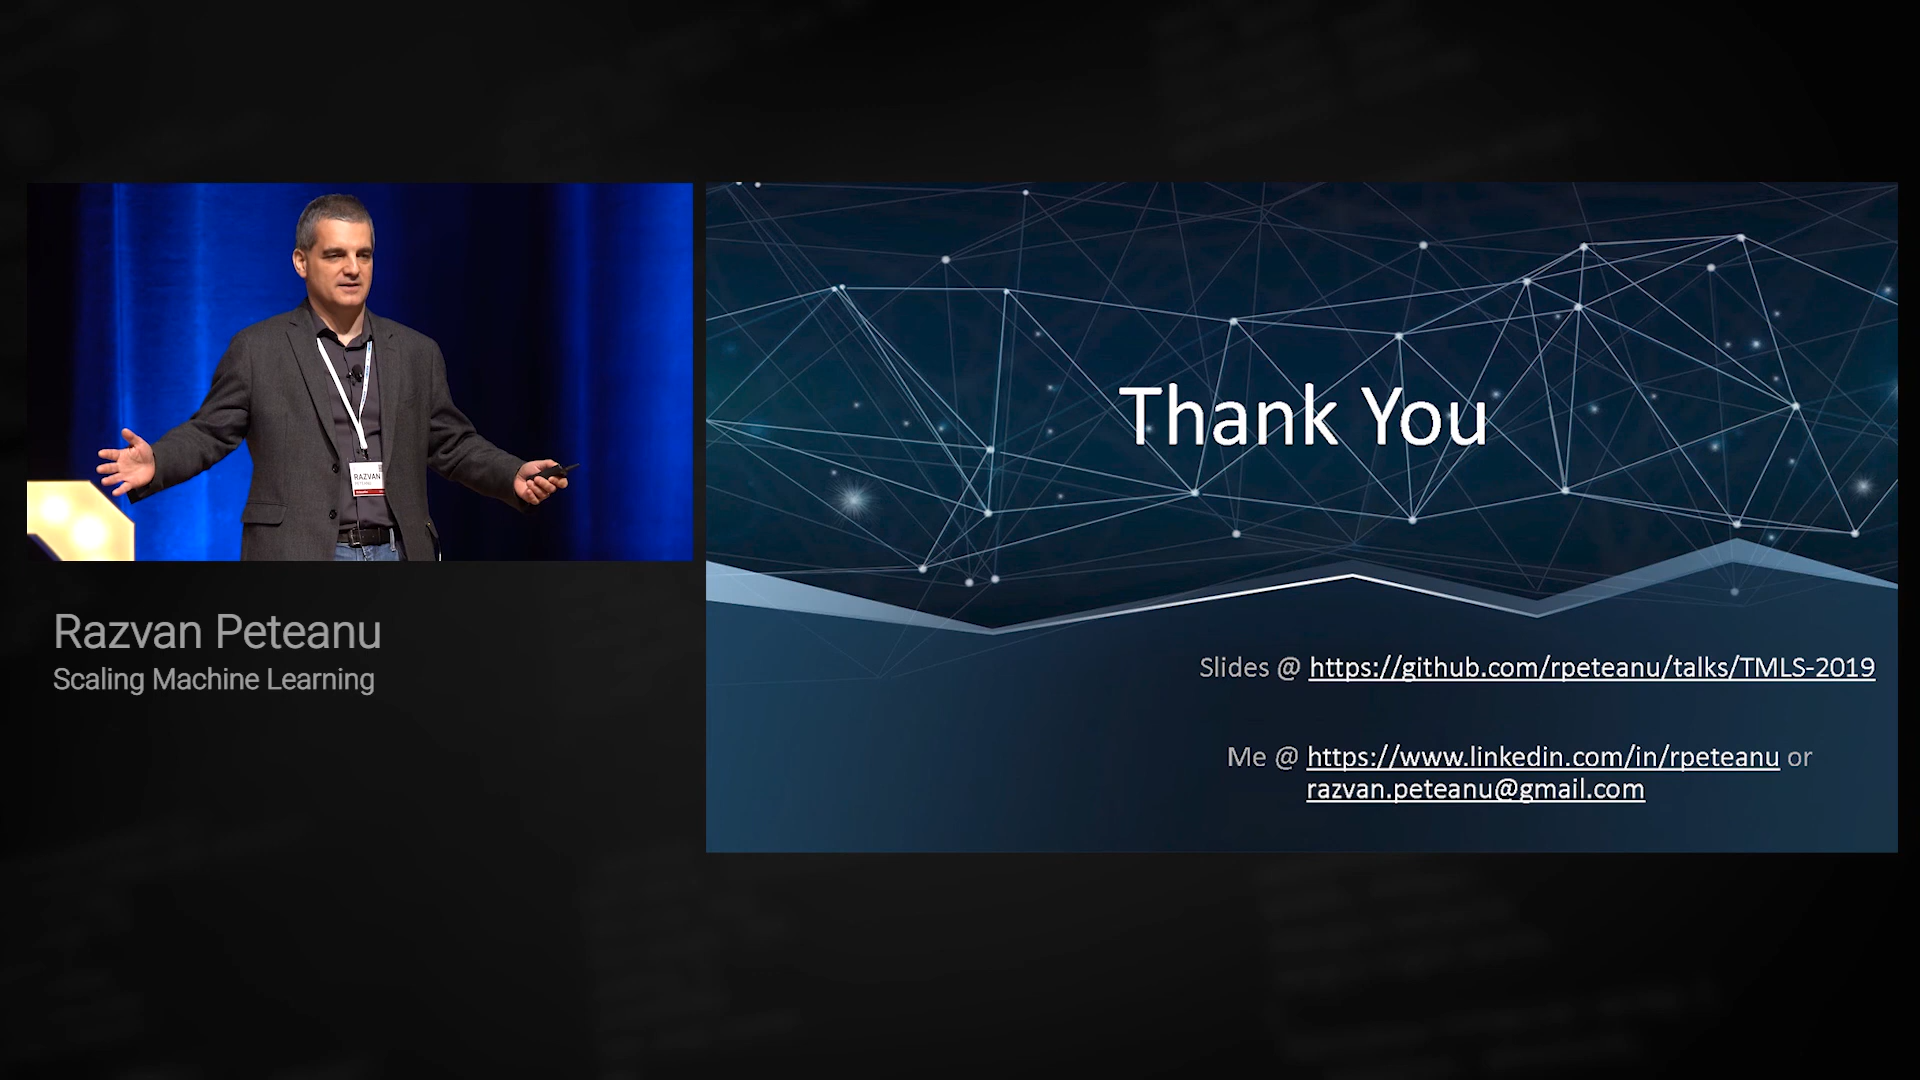 RAZVAN
Razvan Peteanu
Scaling Machine Learning
Thank You
Slides @ https://github.com/rpeteanu/talks/TMLS-2019
Me @ https://www.linkedin.com/in/rpeteanu or
razvan.peteanu@gmail.com